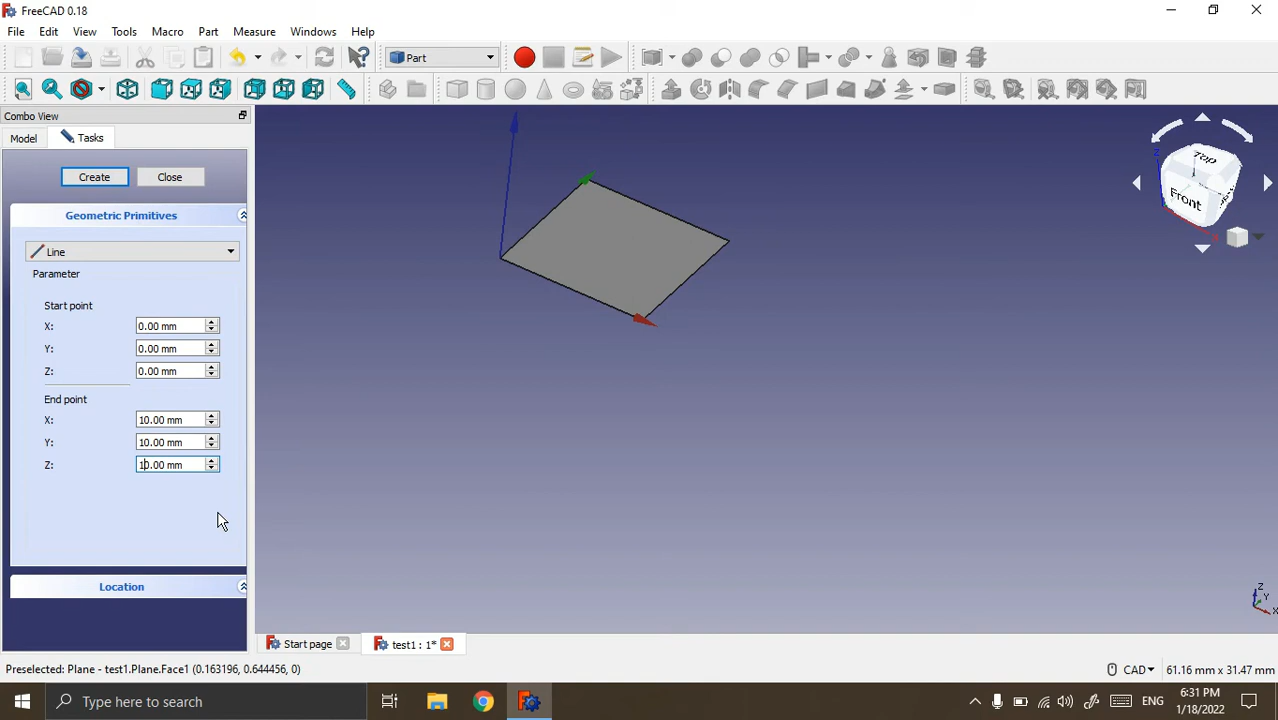 FreeCAD 0.18
File Edit View Tools Macro Part Measure Windows Help
Part
Combo View
Model Tasks
Create Close
Geometric Primitives
Line
Parameter
Start point
X: 0.00 mm
Y: 0.00 mm
Z: 0.00 mm
End point
X: 10.00 mm
Y: 10.00 mm
Z: 10.00 mm
Location
Top
Front
Z
Z
Y
X
Start page test1 : 1*
Preselected: Plane - test1.Plane.Face1 (0.163196, 0.644456, 0) CAD 61.16 mm x 31.47 mm
Type here to search
ENG
6:31 PM
1/18/2022